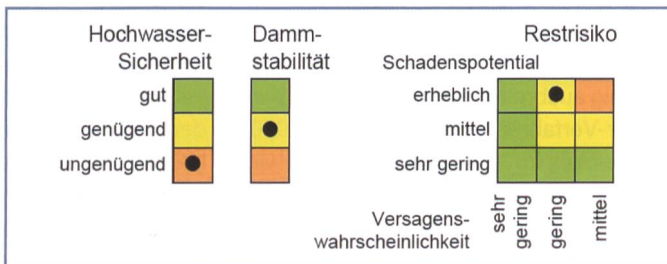 Hochwasser-
Sicherheit
Damm-
stabilität
gut
genügend
ungenügend
Restrisiko
Schadenspotential
erheblich
mittel
sehr gering
Versagens-
wahrscheinlichkeit
sehr
gering
gering
mittel